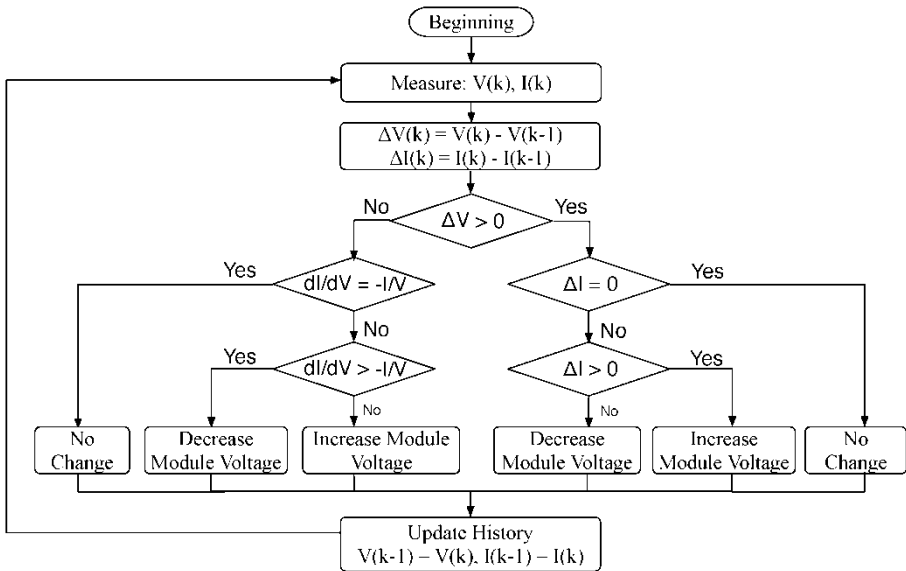 Beginning
Measure: V(k), I(k)
ΔV(k) = V(k) - V(k-1)
ΔI(k) = I(k) - I(k-1)
No
ΔV > 0
Yes
Yes
dI/dV = -I/V
ΔI = 0
Yes
No
No
Yes
dI/dV > -I/V
ΔI > 0
Yes
No
No
No
Change
Decrease
Module Voltage
Increase Module
Voltage
Decrease
Module Voltage
Increase
Module Voltage
No
Change
Update History
V(k-1) – V(k), I(k-1) – I(k)